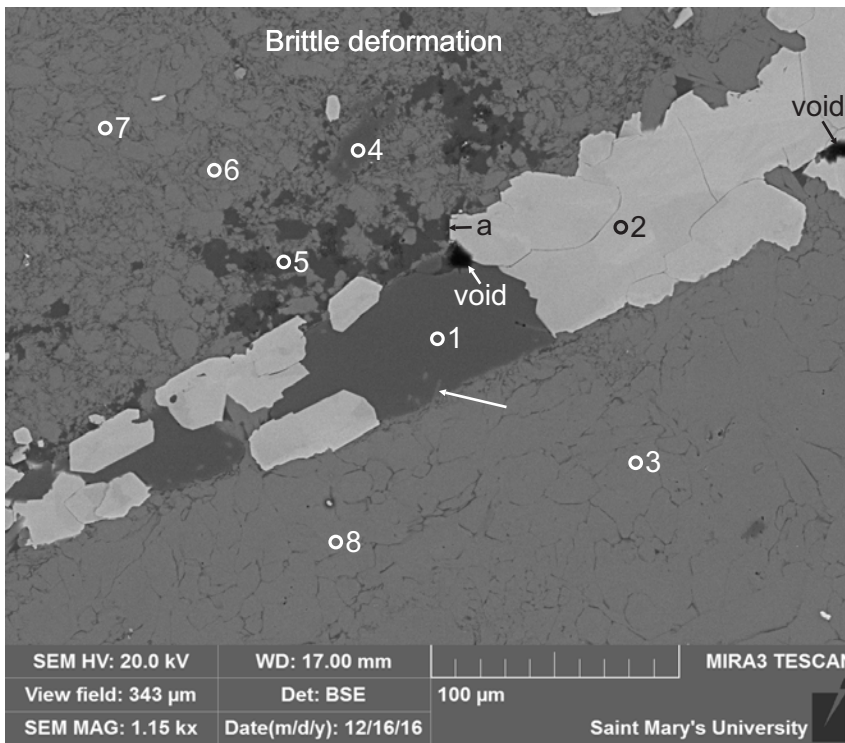 Brittle deformation
void
7
4
6
a
2
5
void
1
3
8
SEM HV: 20.0 kV
WD: 17.00 mm
MIRA3 TESCAN
View field: 343 µm
Det: BSE
100 µm
SEM MAG: 1.15 kx
Date(m/d/y): 12/16/16
Saint Mary's University